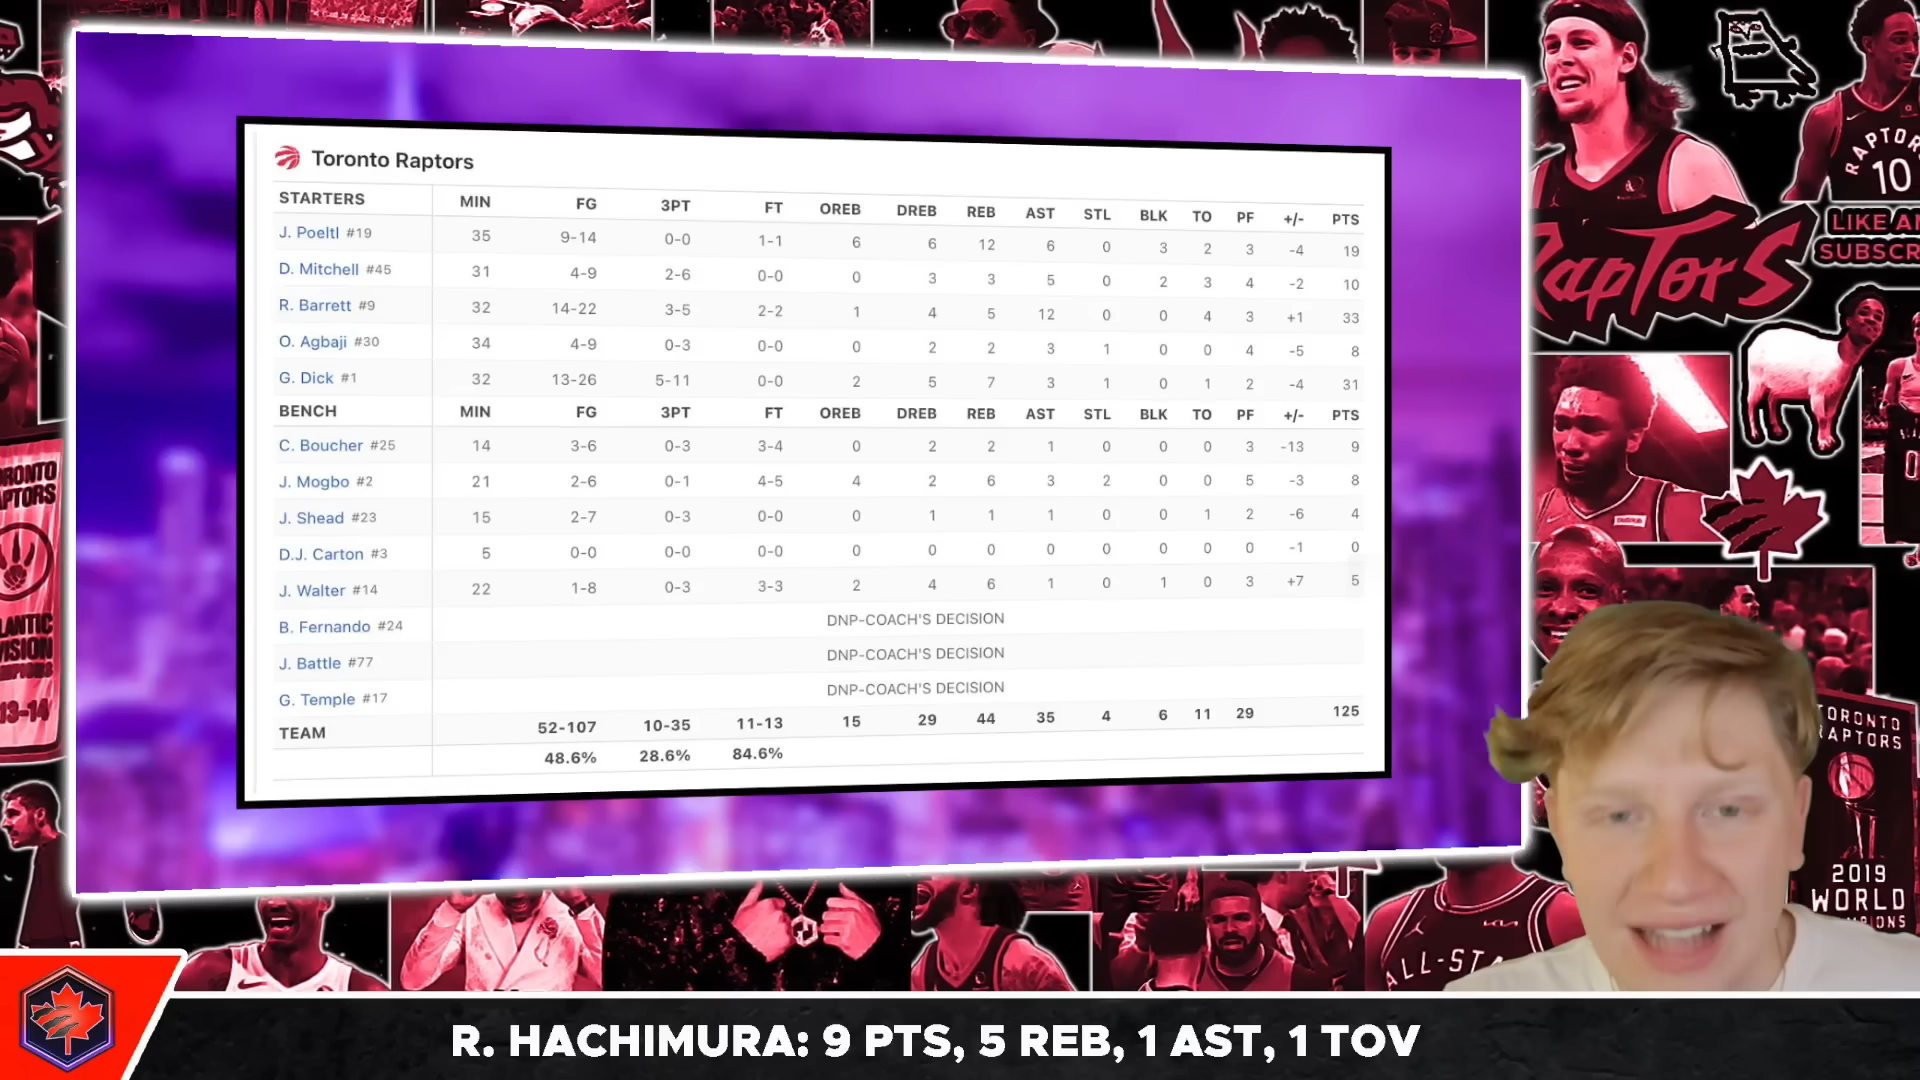 Toronto Raptors
STARTERS MIN FG 3PT FT OREB DREB REB AST STL BLK TO PF +/- PTS
J. Poeltl #19 35 9-14 0-0 1-1 6 6 12 6 0 3 2 3 -4 19
D. Mitchell #45 31 4-9 2-6 0-0 0 3 3 5 0 2 3 4 -2 10
R. Barrett #9 32 14-22 3-5 2-2 1 4 5 12 0 0 4 3 +1 33
O. Agbaji #30 34 4-9 0-3 0-0 0 2 2 3 1 0 0 4 -5 8
G. Dick #1 32 13-26 5-11 0-0 2 5 7 3 1 0 1 2 -4 31
BENCH MIN FG 3PT FT OREB DREB REB AST STL BLK TO PF +/- PTS
C. Boucher #25 14 3-6 0-3 3-4 0 2 2 1 0 0 0 3 -13 9
J. Mogbo #2 21 2-6 0-1 4-5 4 2 6 3 2 0 0 5 -3 8
J. Shead #23 15 2-7 0-3 0-0 0 1 1 1 0 0 1 2 -6 4
D.J. Carton #3 5 0-0 0-0 0-0 0 0 0 0 0 0 0 0 -1 0
J. Walter #14 22 1-8 0-3 3-3 2 4 6 1 0 1 0 3 +7 5
B. Fernando #24 DNP-COACH'S DECISION
J. Battle #77 DNP-COACH'S DECISION
G. Temple #17 DNP-COACH'S DECISION
TEAM 52-107 10-35 11-13 15 29 44 35 4 6 11 29 125
48.6% 28.6% 84.6%
RAPTORS
10
LIKE AN
SUBSCR
RapTorS
TORONTO
RAPTORS
2019
WORLD
ALL-STA
13-14
R. HACHIMURA: 9 PTS, 5 REB, 1 AST, 1 TOV